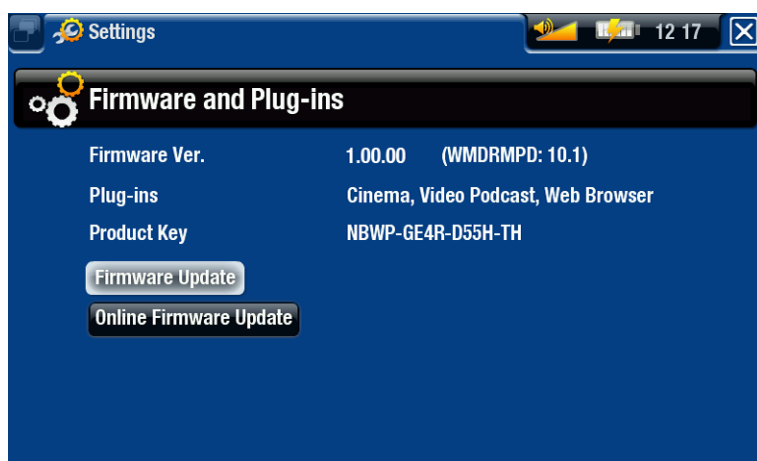 Settings
12 17
Firmware and Plug-ins
Firmware Ver. 1.00.00 (WMDRMPD: 10.1)
Plug-ins Cinema, Video Podcast, Web Browser
Product Key NBWP-GE4R-D55H-TH
Firmware Update
Online Firmware Update